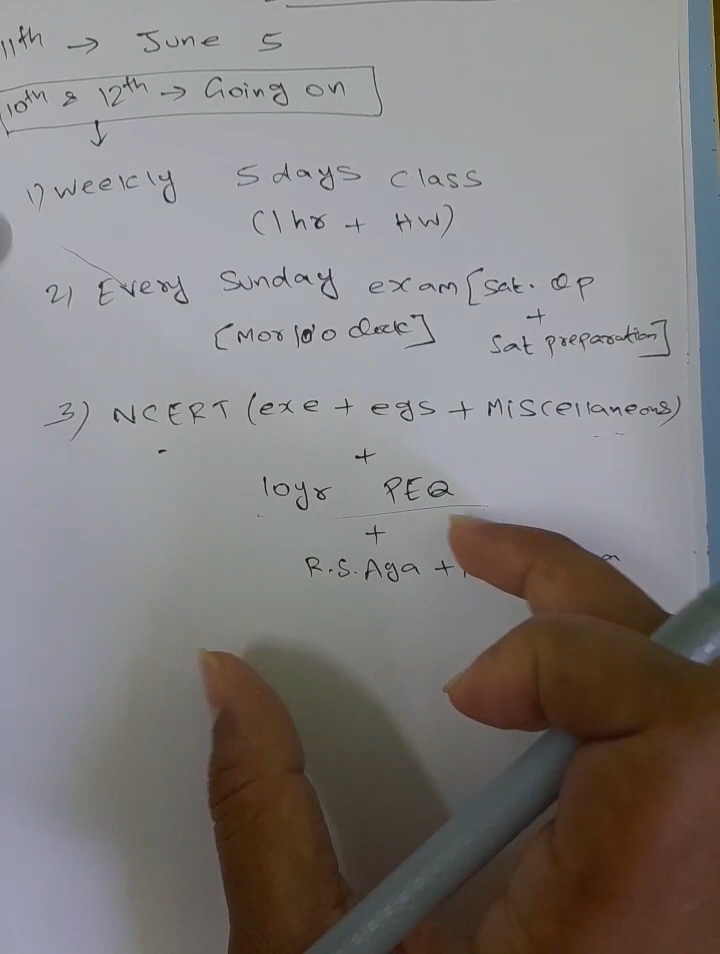 11th → June 5
10th & 12th → Going on
1) Weekly 5 days class
(1 hr + HW)
2) Every Sunday exam [Sat. QP
[Mor 10'o clock] + Sat preparation]
3) NCERT (exe + egs + Miscellaneous)
+
10yr PEQ
+
R.S. Aga +